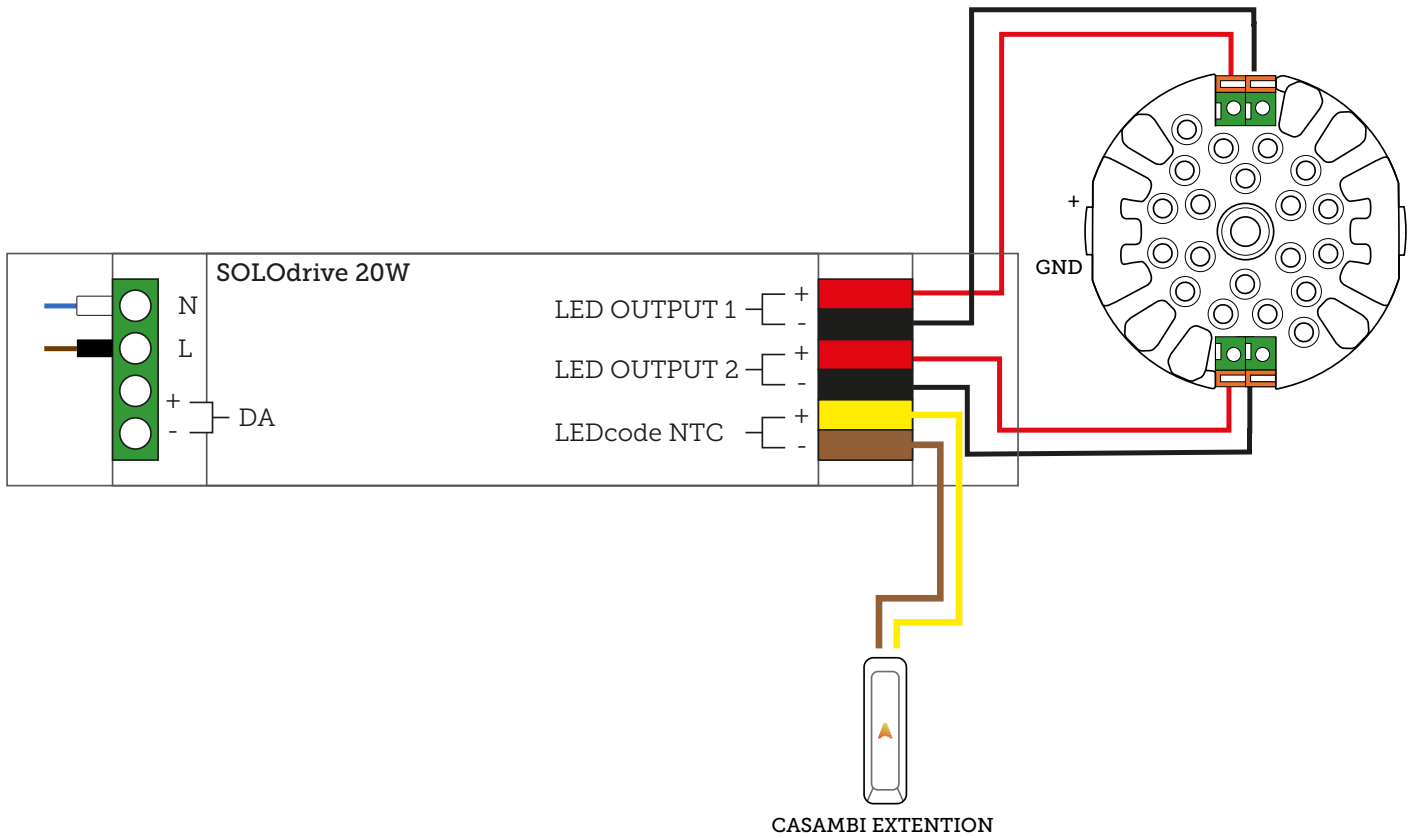 SOLOdrive 20W
N
L
+
-
DA
LED OUTPUT 1
+
-
LED OUTPUT 2
+
-
LEDcode NTC
+
-
+
GND
CASAMBI EXTENTION